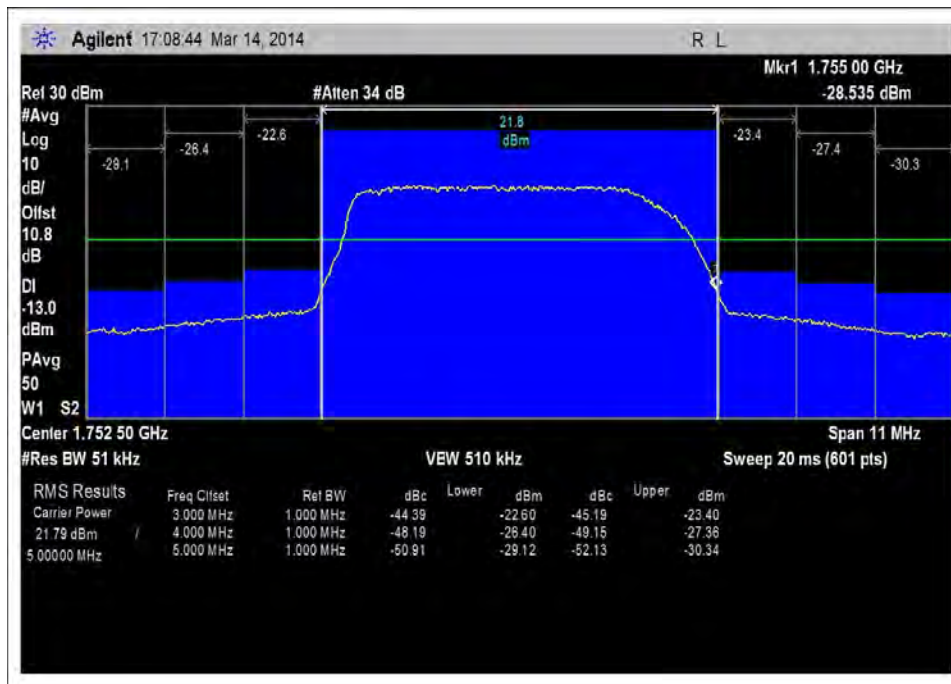 Agilent 17:08:44 Mar 14, 2014 R L
Mkr1 1.755 00 GHz
Ref 30 dBm #Atten 34 dB -28.535 dBm
#Avg
Log
10
dB/
Offst
10.8
dB
DI
-13.0
dBm
PAvg
50
W1 S2
-29.1 -26.4 -22.6 21.8 dBm -23.4 -27.4 -30.3
1
Center 1.752 50 GHz Span 11 MHz
#Res BW 51 kHz VBW 510 kHz Sweep 20 ms (601 pts)
RMS Results Freq Offset Ref BW dBc Lower dBm dBc Upper dBm
Carrier Power 3.000 MHz 1.000 MHz -44.39 -22.60 -45.19 -23.40
21.79 dBm / 4.000 MHz 1.000 MHz -48.19 -26.40 -49.15 -27.36
5.00000 MHz 5.000 MHz 1.000 MHz -50.91 -29.12 -52.13 -30.34